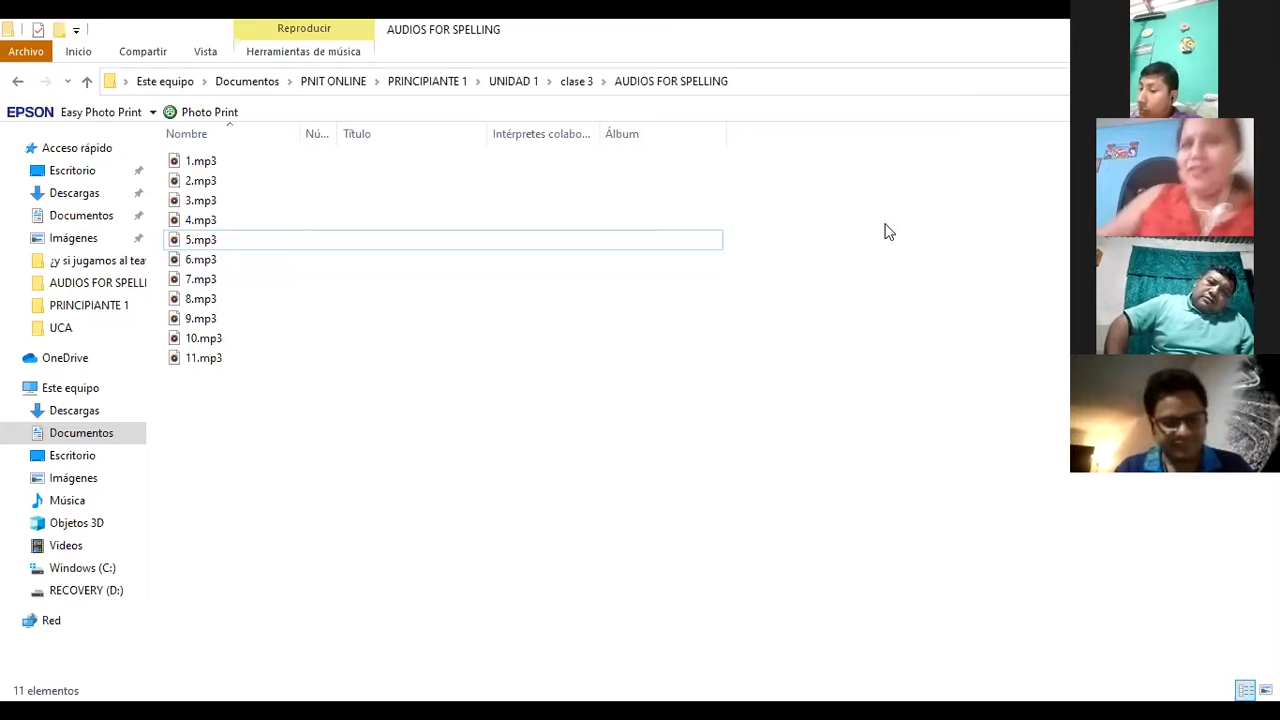 Reproducir
AUDIOS FOR SPELLING
Archivo
Inicio
Compartir
Vista
Herramientas de música
Este equipo
Documentos
PNIT ONLINE
PRINCIPIANTE 1
UNIDAD 1
clase 3
AUDIOS FOR SPELLING
EPSON
Easy Photo Print
Photo Print
Nombre
Nú...
Título
Intérpretes colabo...
Álbum
Acceso rápido
Escritorio
Descargas
Documentos
Imágenes
¿y si jugamos al tea
AUDIOS FOR SPELLI
PRINCIPIANTE 1
UCA
OneDrive
Este equipo
Descargas
Documentos
Escritorio
Imágenes
Música
Objetos 3D
Videos
Windows (C:)
RECOVERY (D:)
Red
1.mp3
2.mp3
3.mp3
4.mp3
5.mp3
6.mp3
7.mp3
8.mp3
9.mp3
10.mp3
11.mp3
11 elementos